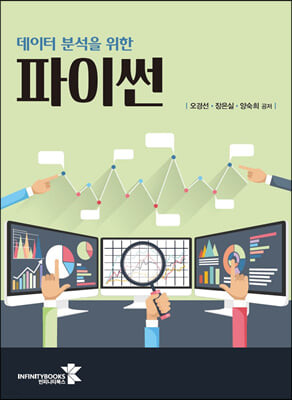 데이터 분석을 위한
파이썬
| 오경선 · 장은실 · 양숙희 공저 |
INFINITYBOOKS
인피니티북스